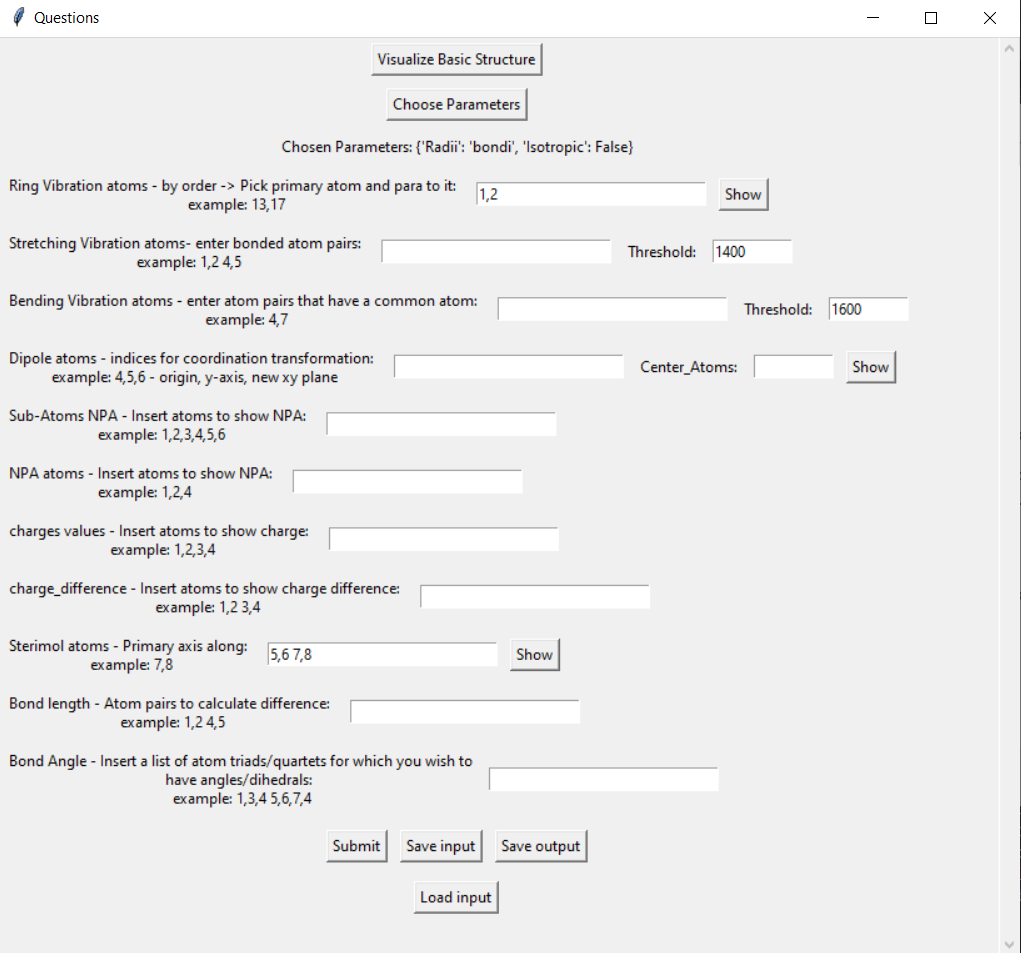 Questions
Visualize Basic Structure
Choose Parameters
Chosen Parameters: {'Radii': 'bondi', 'Isotropic': False}
Ring Vibration atoms - by order -> Pick primary atom and para to it:
example: 13,17
1,2
Show
Stretching Vibration atoms- enter bonded atom pairs:
example: 1,2 4,5
Threshold:
1400
Bending Vibration atoms - enter atom pairs that have a common atom:
example: 4,7
Threshold:
1600
Dipole atoms - indices for coordination transformation:
example: 4,5,6 - origin, y-axis, new xy plane
Center_Atoms:
Show
Sub-Atoms NPA - Insert atoms to show NPA:
example: 1,2,3,4,5,6
NPA atoms - Insert atoms to show NPA:
example: 1,2,4
charges values - Insert atoms to show charge:
example: 1,2,3,4
charge_difference - Insert atoms to show charge difference:
example: 1,2 3,4
Sterimol atoms - Primary axis along:
example: 7,8
5,6 7,8
Show
Bond length - Atom pairs to calculate difference:
example: 1,2 4,5
Bond Angle - Insert a list of atom triads/quartets for which you wish to
have angles/dihedrals:
example: 1,3,4 5,6,7,4
Submit
Save input
Save output
Load input